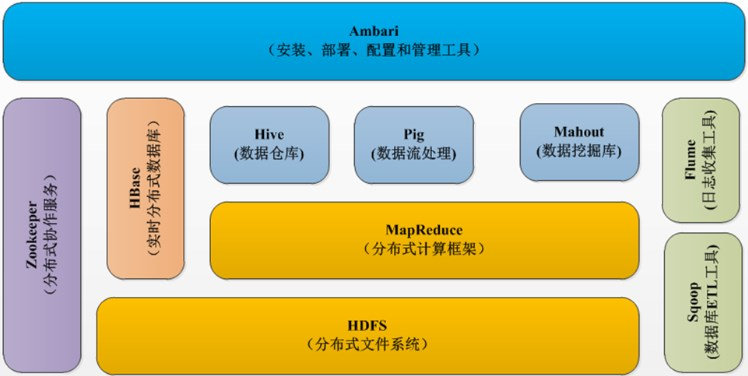 Ambari
（安装、部署、配置和管理工具）
Zookeeper
（分布式协作服务）
HBase
（实时分布式数据库）
Hive
(数据仓库)
Pig
(数据流处理)
Mahout
(数据挖掘库)
Flume
(日志收集工具)
MapReduce
（分布式计算框架）
Sqoop
(数据库ETL工具)
HDFS
（分布式文件系统）